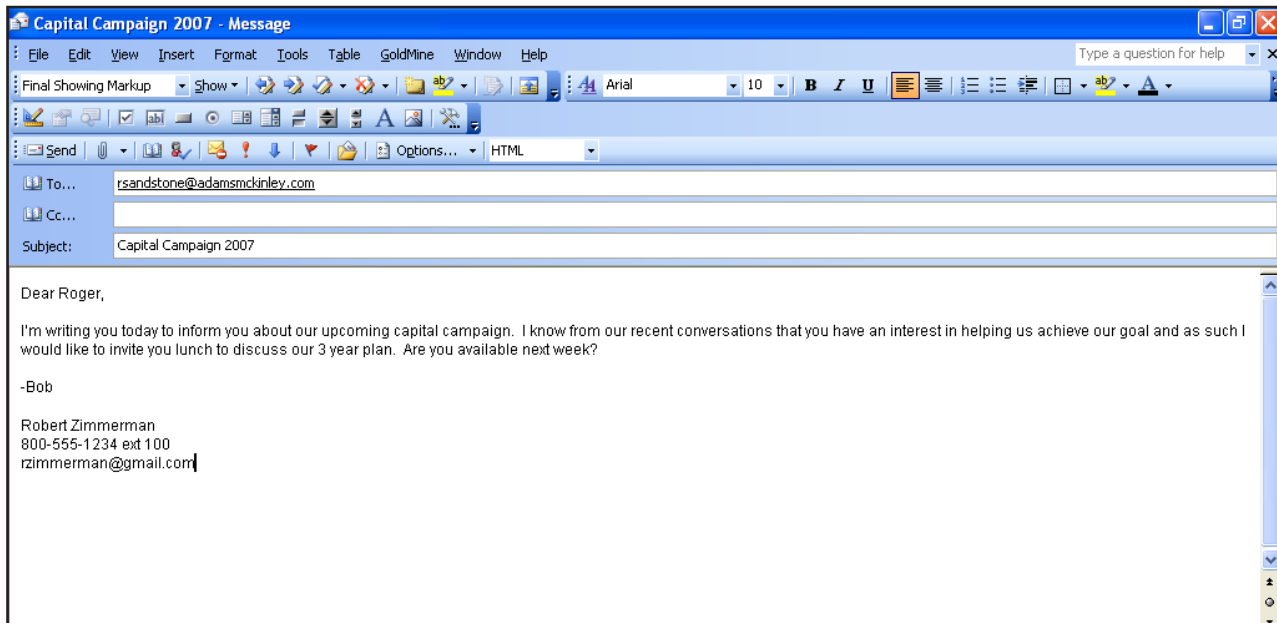 Capital Campaign 2007 - Message
File Edit View Insert Format Tools Table GoldMine Window Help Type a question for help
Final Showing Markup Show Arial 10 B I U
Send Options... HTML
To... rsandstone@adamsmckinley.com
Cc...
Subject: Capital Campaign 2007
Dear Roger,
I'm writing you today to inform you about our upcoming capital campaign. I know from our recent conversations that you have an interest in helping us achieve our goal and as such I
would like to invite you lunch to discuss our 3 year plan. Are you available next week?
-Bob
Robert Zimmerman
800-555-1234 ext 100
rzimmerman@gmail.com